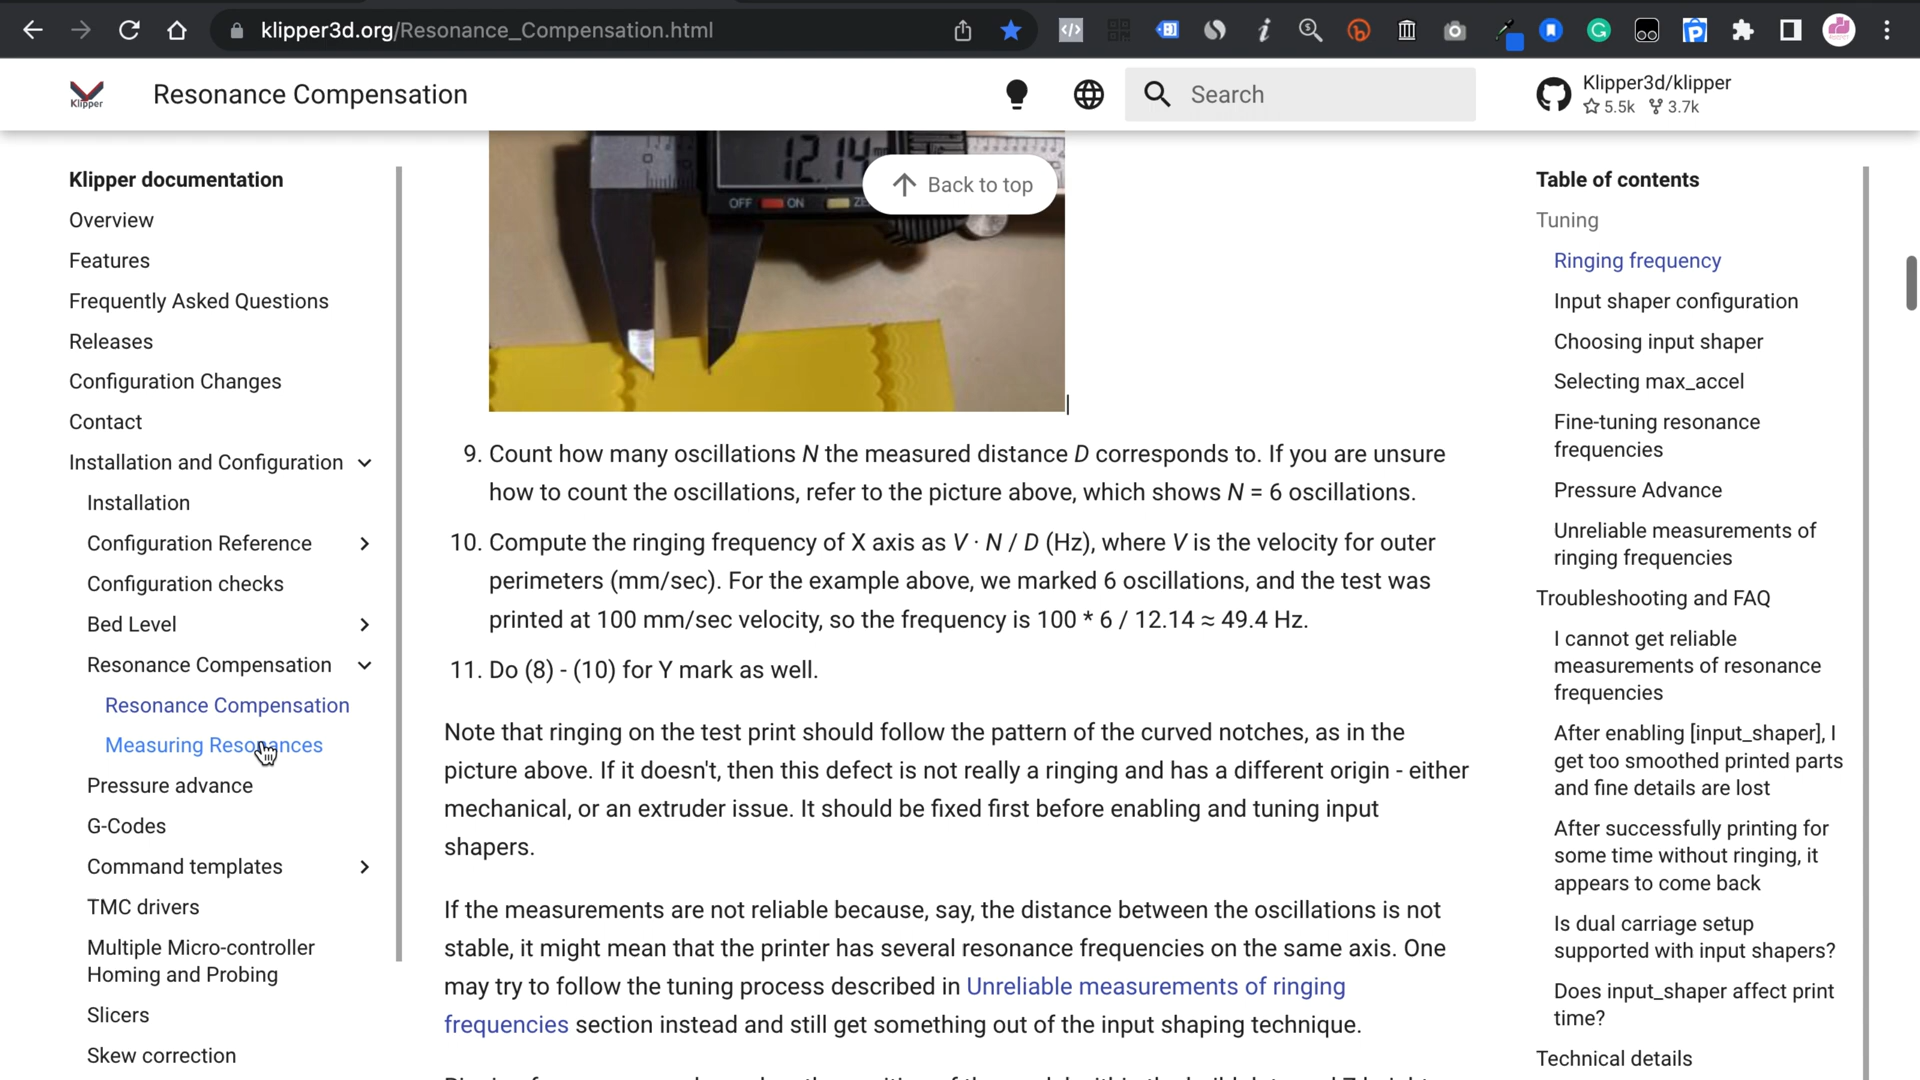 klipper3d.org/Resonance_Compensation.html
Klipper
Resonance Compensation
Search
Klipper3d/klipper
5.5k 3.7k
Klipper documentation
Overview
Features
Frequently Asked Questions
Releases
Configuration Changes
Contact
Installation and Configuration
Installation
Configuration Reference
Configuration checks
Bed Level
Resonance Compensation
Resonance Compensation
Measuring Resonances
Pressure advance
G-Codes
Command templates
TMC drivers
Multiple Micro-controller
Homing and Probing
Slicers
Skew correction
12.14
OFF ON
Back to top
9. Count how many oscillations N the measured distance D corresponds to. If you are unsure
how to count the oscillations, refer to the picture above, which shows N = 6 oscillations.
10. Compute the ringing frequency of X axis as V · N / D (Hz), where V is the velocity for outer
perimeters (mm/sec). For the example above, we marked 6 oscillations, and the test was
printed at 100 mm/sec velocity, so the frequency is 100 * 6 / 12.14 ≈ 49.4 Hz.
11. Do (8) - (10) for Y mark as well.
Note that ringing on the test print should follow the pattern of the curved notches, as in the
picture above. If it doesn't, then this defect is not really a ringing and has a different origin - either
mechanical, or an extruder issue. It should be fixed first before enabling and tuning input
shapers.
If the measurements are not reliable because, say, the distance between the oscillations is not
stable, it might mean that the printer has several resonance frequencies on the same axis. One
may try to follow the tuning process described in Unreliable measurements of ringing
frequencies section instead and still get something out of the input shaping technique.
Table of contents
Tuning
Ringing frequency
Input shaper configuration
Choosing input shaper
Selecting max_accel
Fine-tuning resonance
frequencies
Pressure Advance
Unreliable measurements of
ringing frequencies
Troubleshooting and FAQ
I cannot get reliable
measurements of resonance
frequencies
After enabling [input_shaper], I
get too smoothed printed parts
and fine details are lost
After successfully printing for
some time without ringing, it
appears to come back
Is dual carriage setup
supported with input shapers?
Does input_shaper affect print
time?
Technical details